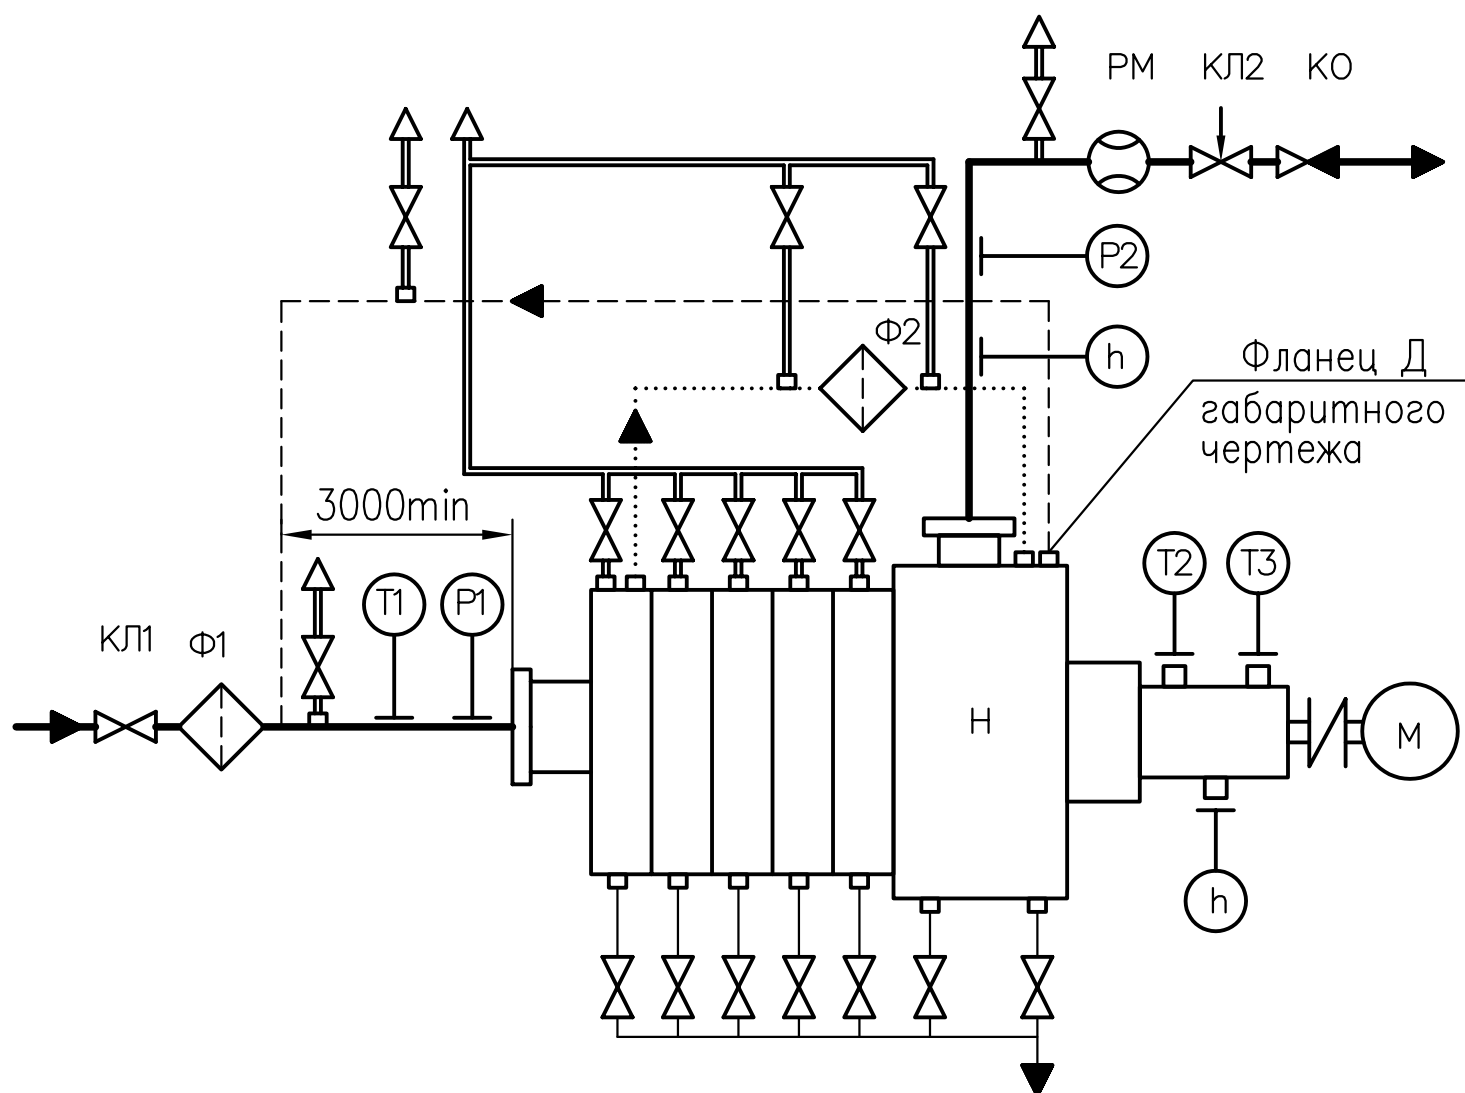 РМ КЛ2 КО
Р2
Ф2
h
Фланец Д
габаритного
чертежа
3000min
Т2 Т3
Т1 Р1
КЛ1 Ф1
Н
М
h